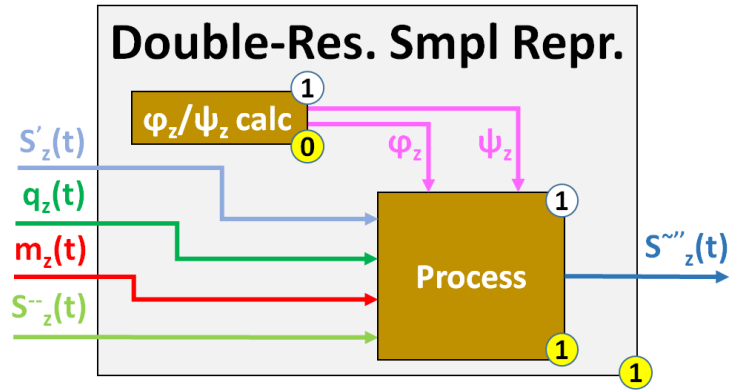 Double-Res. Smpl Repr.
1
φz/ψz calc
0
S′z(t)
φz
ψz
qz(t)
1
mz(t)
S~′′z(t)
Process
S--z(t)
1
1